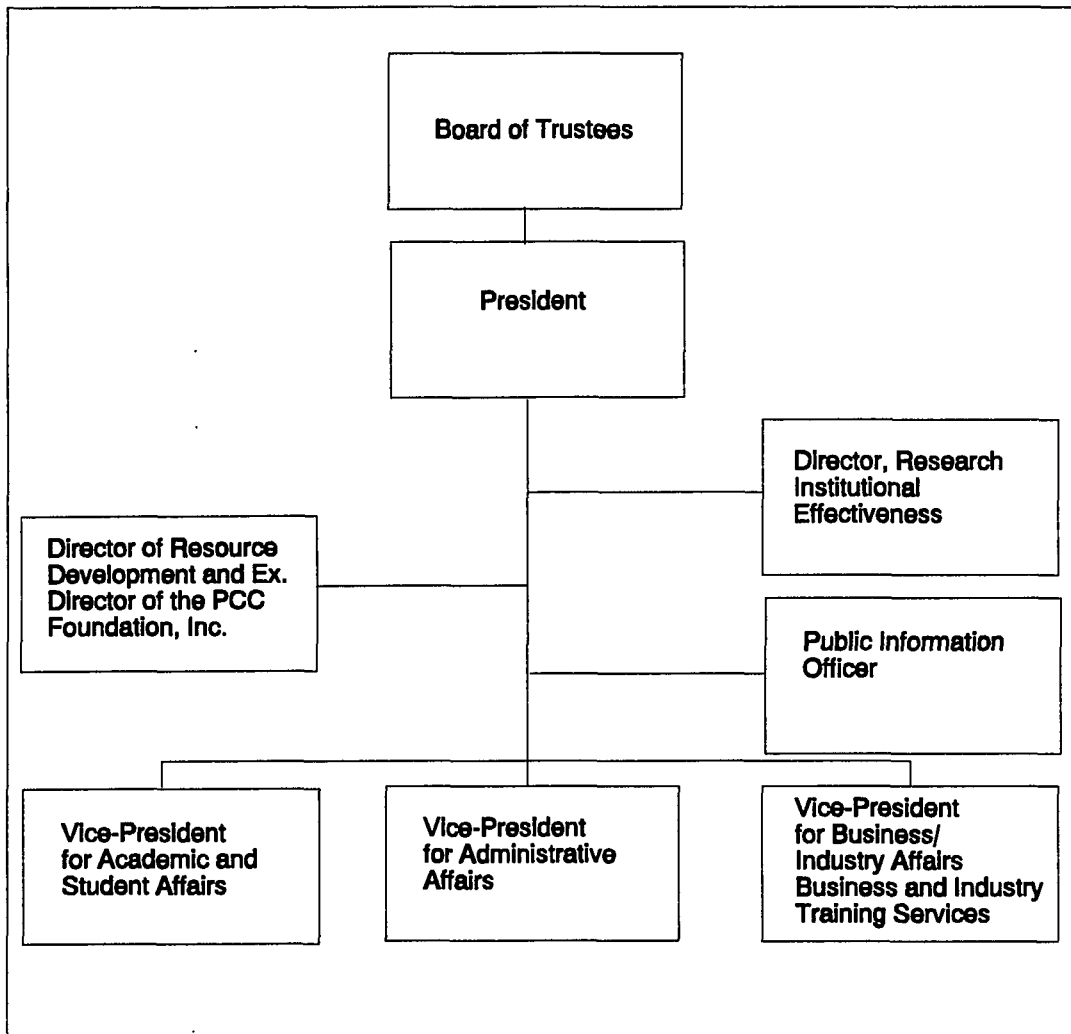 Board of Trustees
President
Director, Research
Institutional
Effectiveness
Director of Resource
Development and Ex.
Director of the PCC
Foundation, Inc.
Public Information
Officer
Vice-President
for Academic and
Student Affairs
Vice-President
for Administrative
Affairs
Vice-President
for Business/
Industry Affairs
Business and Industry
Training Services